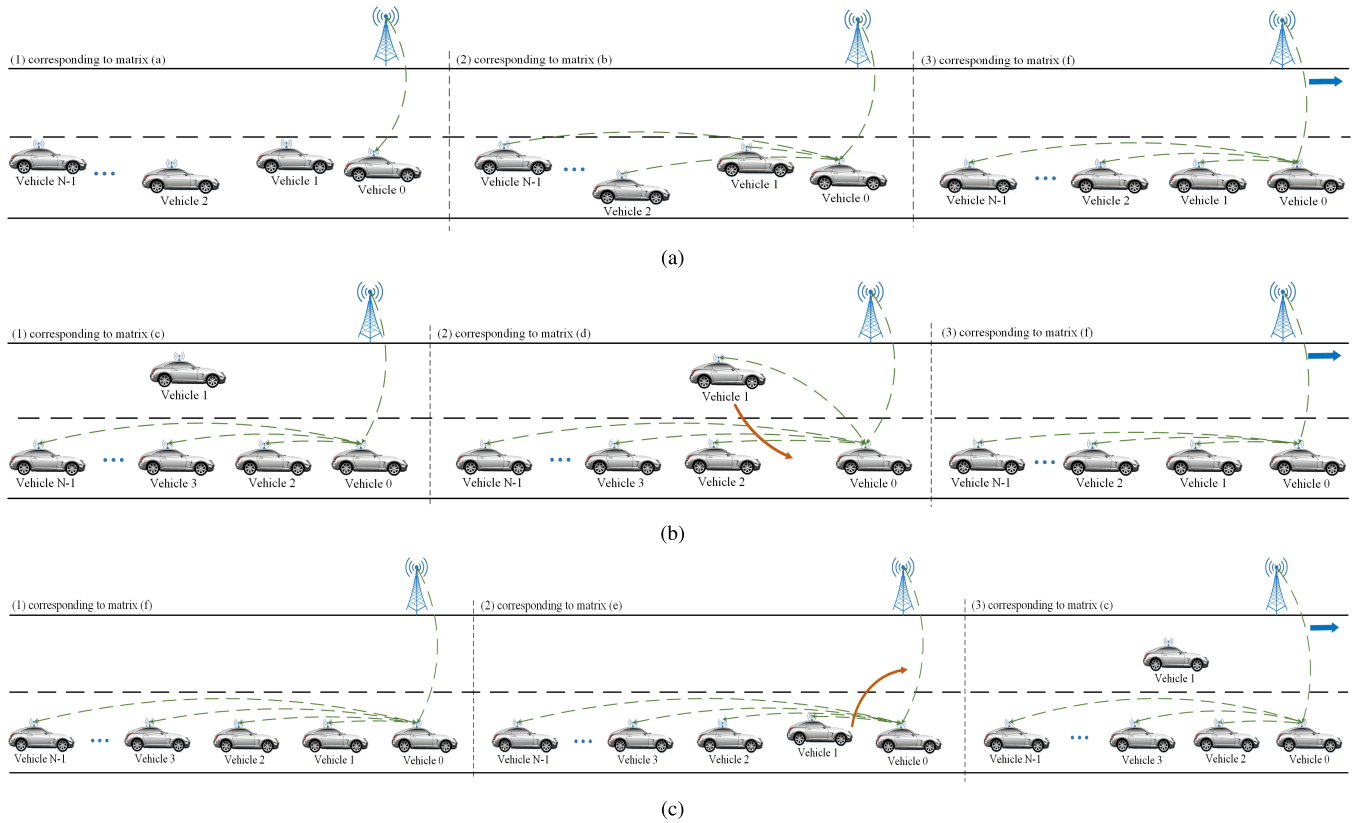 (1) corresponding to matrix (a)
(2) corresponding to matrix (b)
(3) corresponding to matrix (f)
Vehicle N-1
Vehicle 2
Vehicle 1
Vehicle 0
Vehicle N-1
Vehicle 2
Vehicle 1
Vehicle 0
Vehicle N-1
Vehicle 2
Vehicle 1
Vehicle 0
(a)
(1) corresponding to matrix (c)
(2) corresponding to matrix (d)
(3) corresponding to matrix (f)
Vehicle 1
Vehicle N-1
Vehicle 3
Vehicle 2
Vehicle 0
Vehicle 1
Vehicle N-1
Vehicle 3
Vehicle 2
Vehicle 0
Vehicle N-1
Vehicle 2
Vehicle 1
Vehicle 0
(b)
(1) corresponding to matrix (f)
(2) corresponding to matrix (e)
(3) corresponding to matrix (c)
Vehicle N-1
Vehicle 3
Vehicle 2
Vehicle 1
Vehicle 0
Vehicle N-1
Vehicle 3
Vehicle 2
Vehicle 1
Vehicle 0
Vehicle 1
Vehicle N-1
Vehicle 3
Vehicle 2
Vehicle 0
(c)